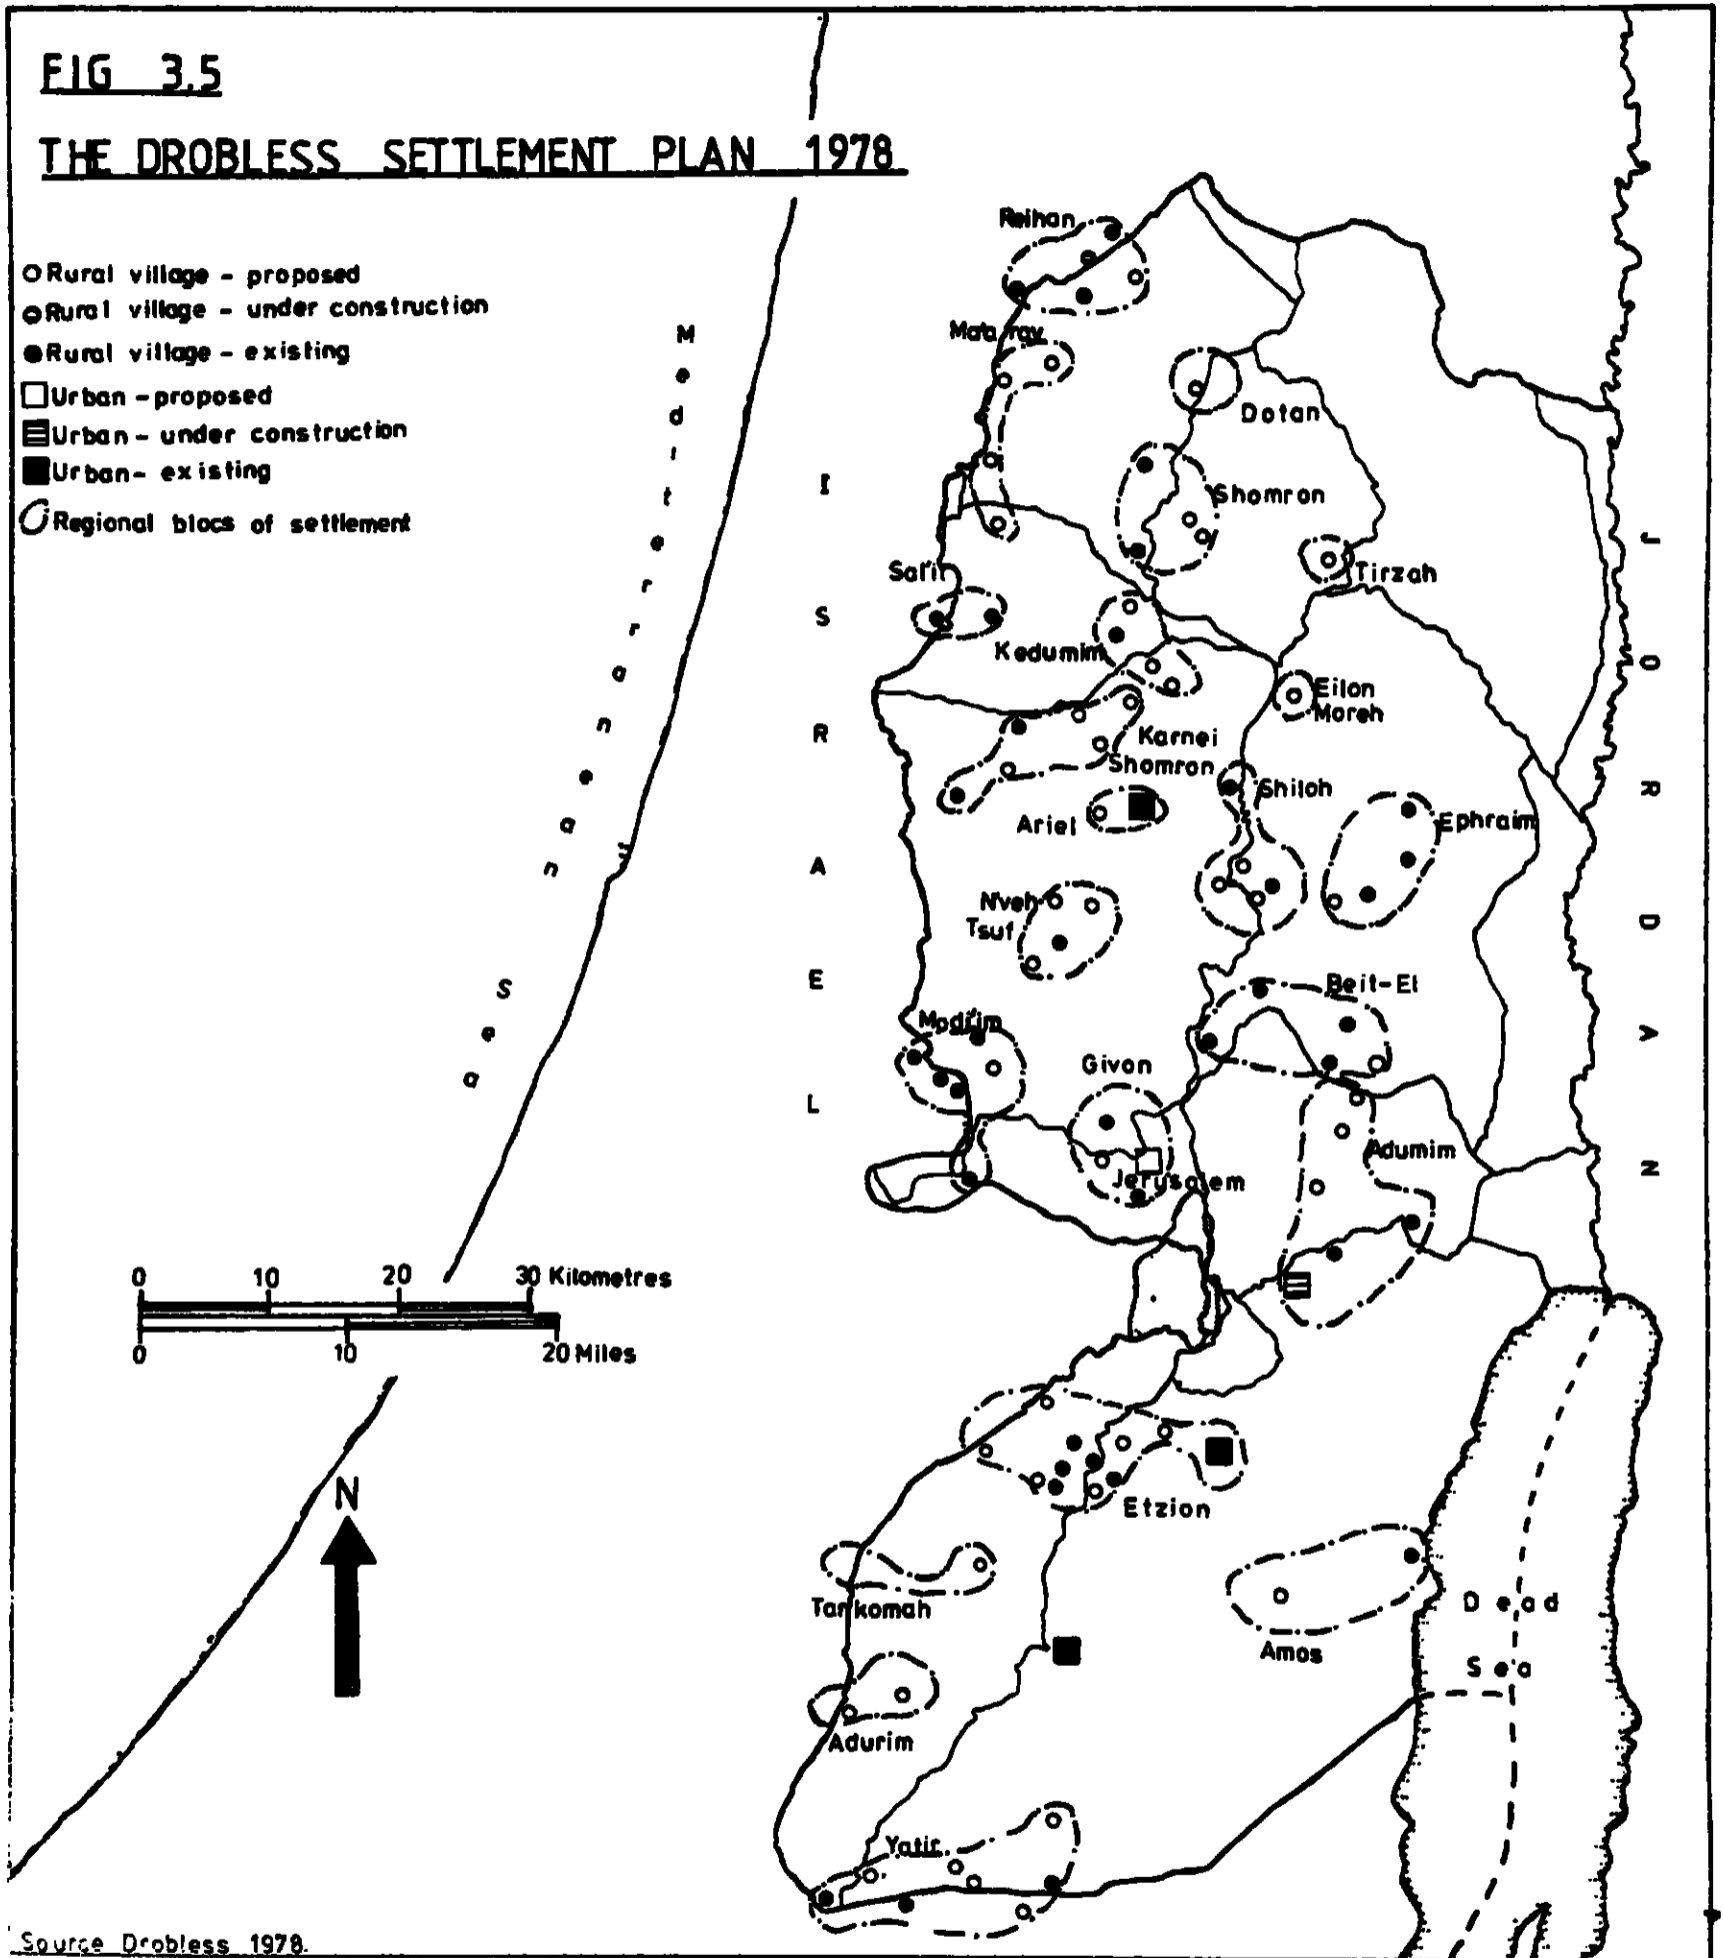 FIG 3.5
THE DROBLESS SETTLEMENT PLAN 1978
Rural village - proposed
Rural village - under construction
Rural village - existing
Urban - proposed
Urban - under construction
Urban - existing
Regional blocs of settlement
Mediterranean
Sea
ISRAEL
JORDAN
Reihan
Dotan
Shomron
Tirzah
Kedumim
Eilon
Moreh
Karnei
Shomron
Shiloh
Ariel
Ephraim
N'veh
Tsuf
Beit-El
Givon
Adumim
Jerusalem
0 10 20 30 Kilometres
0 10 20 Miles
N
Etzion
Tarkomah
Amos
Dead
Sea
Adurim
Yatir
Source Drobless 1978.